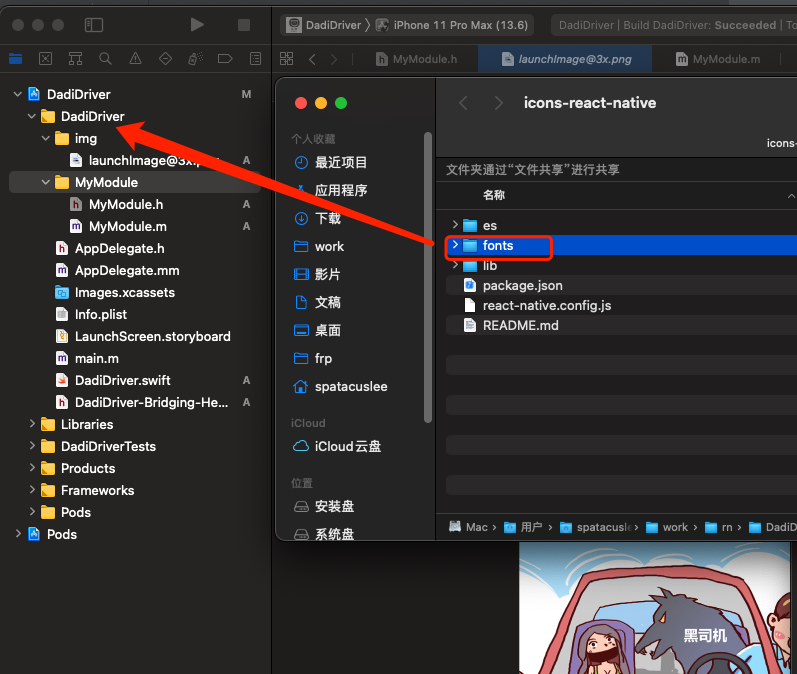 DadiDriver
iPhone 11 Pro Max (13.6)
DadiDriver | Build DadiDriver: Succeeded
MyModule.h
launchImage@3x.png
MyModule.m
DadiDriver M
DadiDriver
img
launchImage@3x.p A
MyModule
MyModule.h A
MyModule.m A
AppDelegate.h
AppDelegate.mm
Images.xcassets
Info.plist
LaunchScreen.storyboard
main.m
DadiDriver.swift A
DadiDriver-Bridging-He... A
Libraries
DadiDriverTests
Products
Frameworks
Pods
Pods
个人收藏
最近项目
应用程序
下载
work
影片
文稿
桌面
frp
spatacuslee
iCloud
iCloud云盘
位置
安装盘
系统盘
icons-react-native
icons-
文件夹通过“文件共享”进行共享
名称
es
fonts
lib
package.json
react-native.config.js
README.md
Mac › 用户 › spatacusle › work › rn › DadiD
黑司机